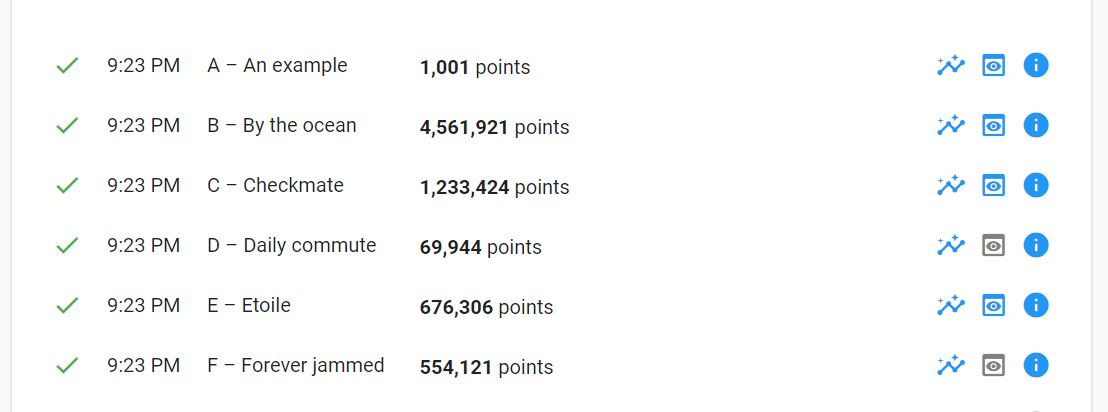 9:23 PM A – An example 1,001 points
9:23 PM B – By the ocean 4,561,921 points
9:23 PM C – Checkmate 1,233,424 points
9:23 PM D – Daily commute 69,944 points
9:23 PM E – Etoile 676,306 points
9:23 PM F – Forever jammed 554,121 points